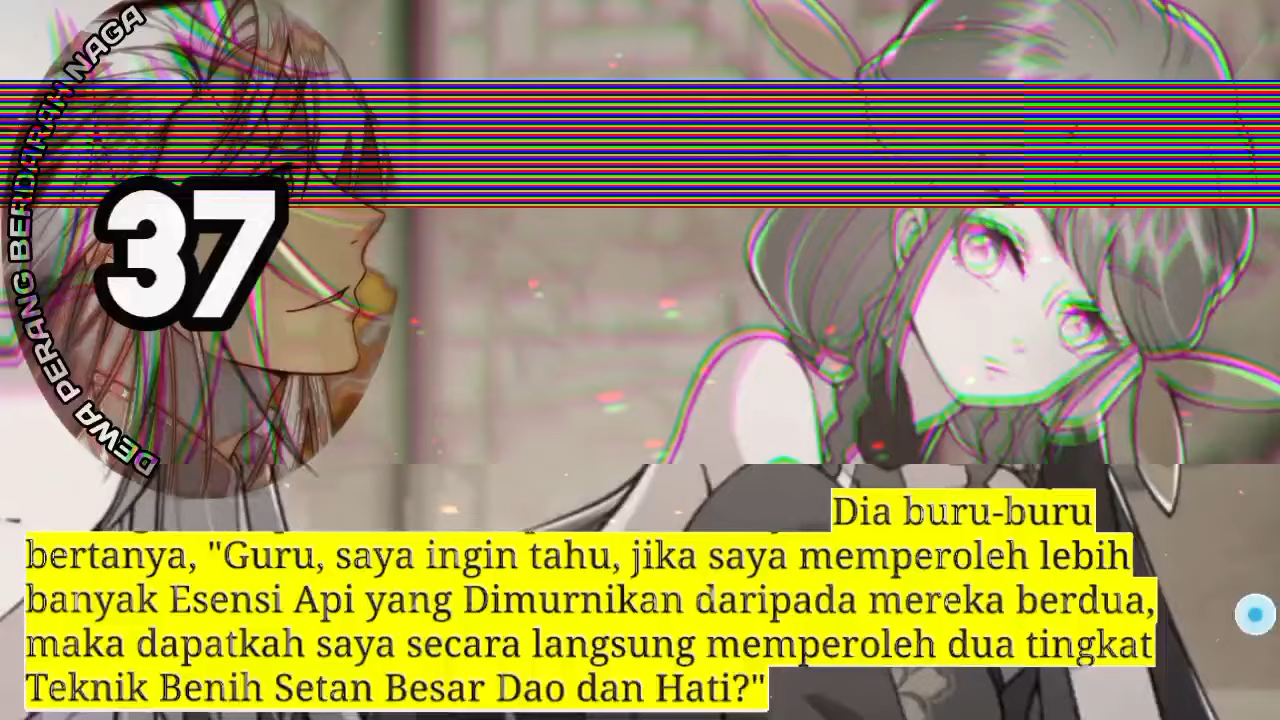 DEWA PERANG BERDARAH NAGA
37
Dia buru-buru
bertanya, "Guru, saya ingin tahu, jika saya memperoleh lebih
banyak Esensi Api yang Dimurnikan daripada mereka berdua,
maka dapatkah saya secara langsung memperoleh dua tingkat
Teknik Benih Setan Besar Dao dan Hati?"